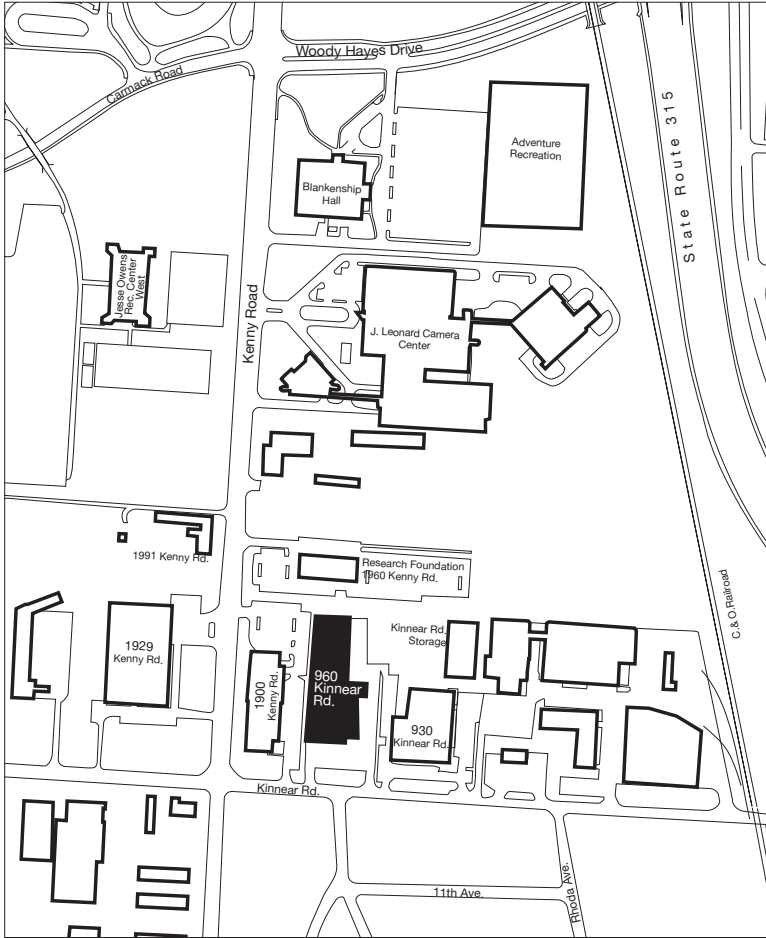 Woody Hayes Drive
Carmack Road
State Route 315
Adventure
Recreation
Blankenship
Hall
Jesse Owens
Rec. Center
West
Kenny Road
J. Leonard Camera
Center
1991 Kenny Rd.
Research Foundation
1960 Kenny Rd.
C.& O.Railroad
Kinnear Rd.
Storage
1929
Kenny Rd.
1900
Kenny Rd.
960
Kinnear
Rd.
930
Kinnear Rd.
Kinnear Rd.
11th Ave.
Rhoda Ave.